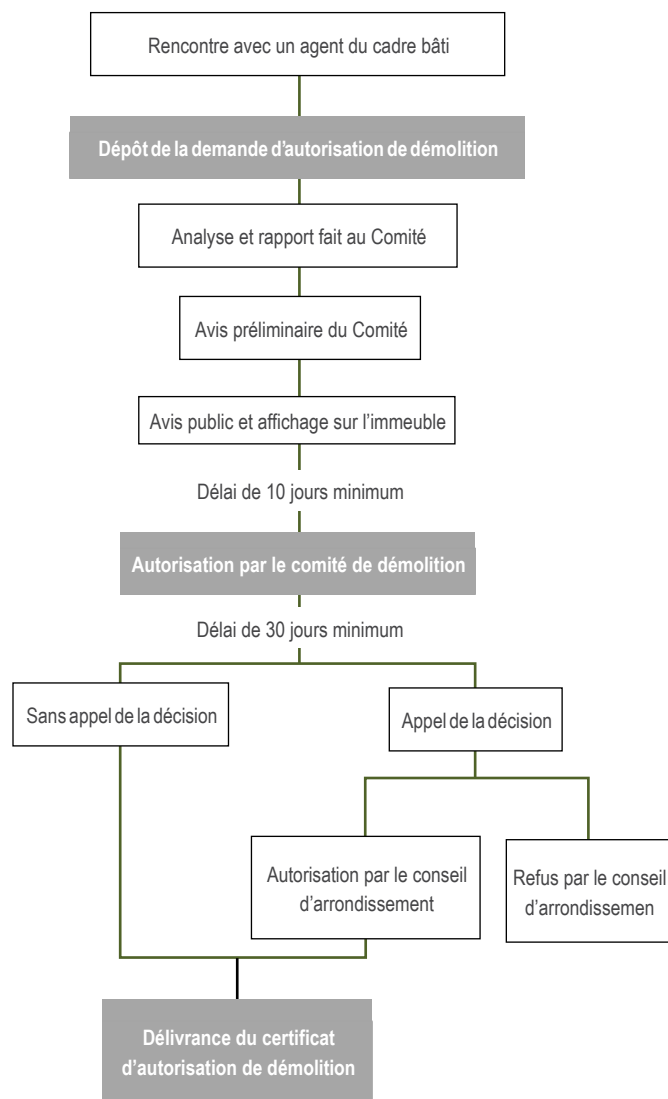 Rencontre avec un agent du cadre bâti
Dépôt de la demande d'autorisation de démolition
Analyse et rapport fait au Comité
Avis préliminaire du Comité
Avis public et affichage sur l'immeuble
Délai de 10 jours minimum
Autorisation par le comité de démolition
Délai de 30 jours minimum
Sans appel de la décision
Appel de la décision
Autorisation par le conseil
d'arrondissement
Refus par le conseil
d'arrondissemen
Délivrance du certificat
d'autorisation de démolition